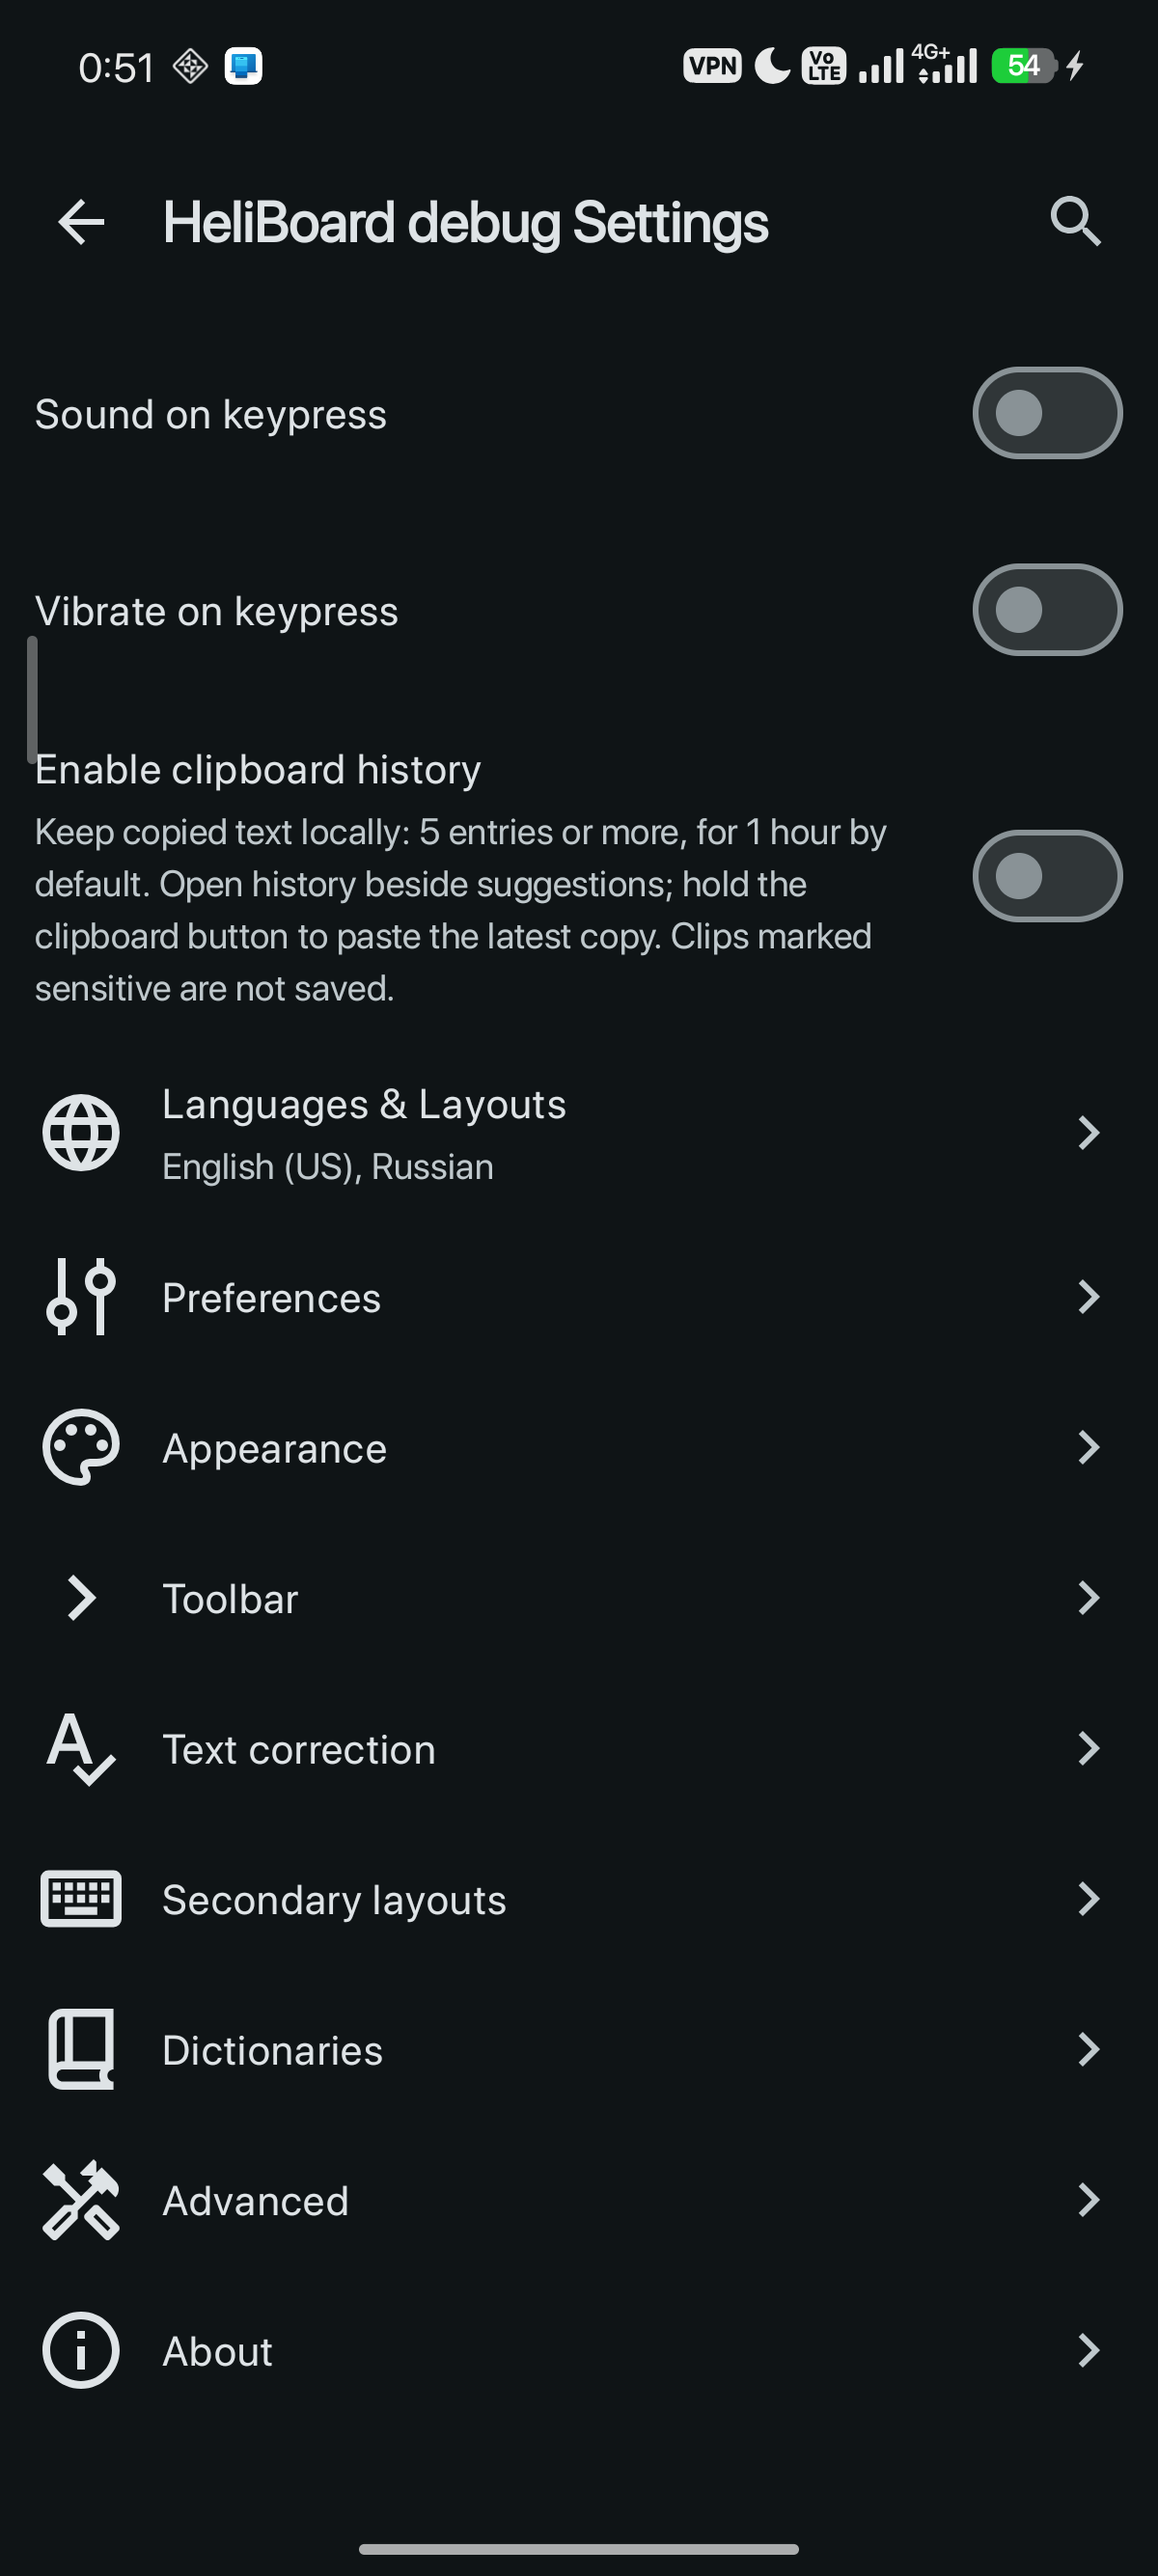 0:51
VPN
Vo LTE
4G+
54
HeliBoard debug Settings
Sound on keypress
Vibrate on keypress
Enable clipboard history
Keep copied text locally: 5 entries or more, for 1 hour by
default. Open history beside suggestions; hold the
clipboard button to paste the latest copy. Clips marked
sensitive are not saved.
Languages & Layouts
English (US), Russian
Preferences
Appearance
Toolbar
Text correction
Secondary layouts
Dictionaries
Advanced
About